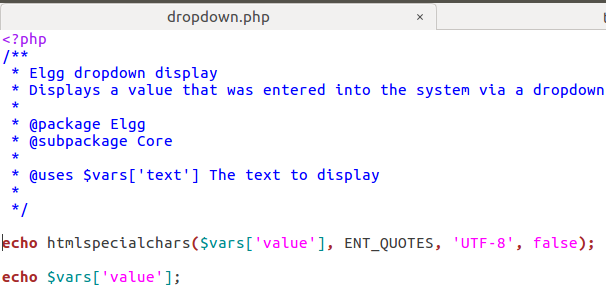 dropdown.php ×
<?php
/**
 * Elgg dropdown display
 * Displays a value that was entered into the system via a dropdown
 *
 * @package Elgg
 * @subpackage Core
 *
 * @uses $vars['text'] The text to display
 *
 */
echo htmlspecialchars($vars['value'], ENT_QUOTES, 'UTF-8', false);
echo $vars['value'];